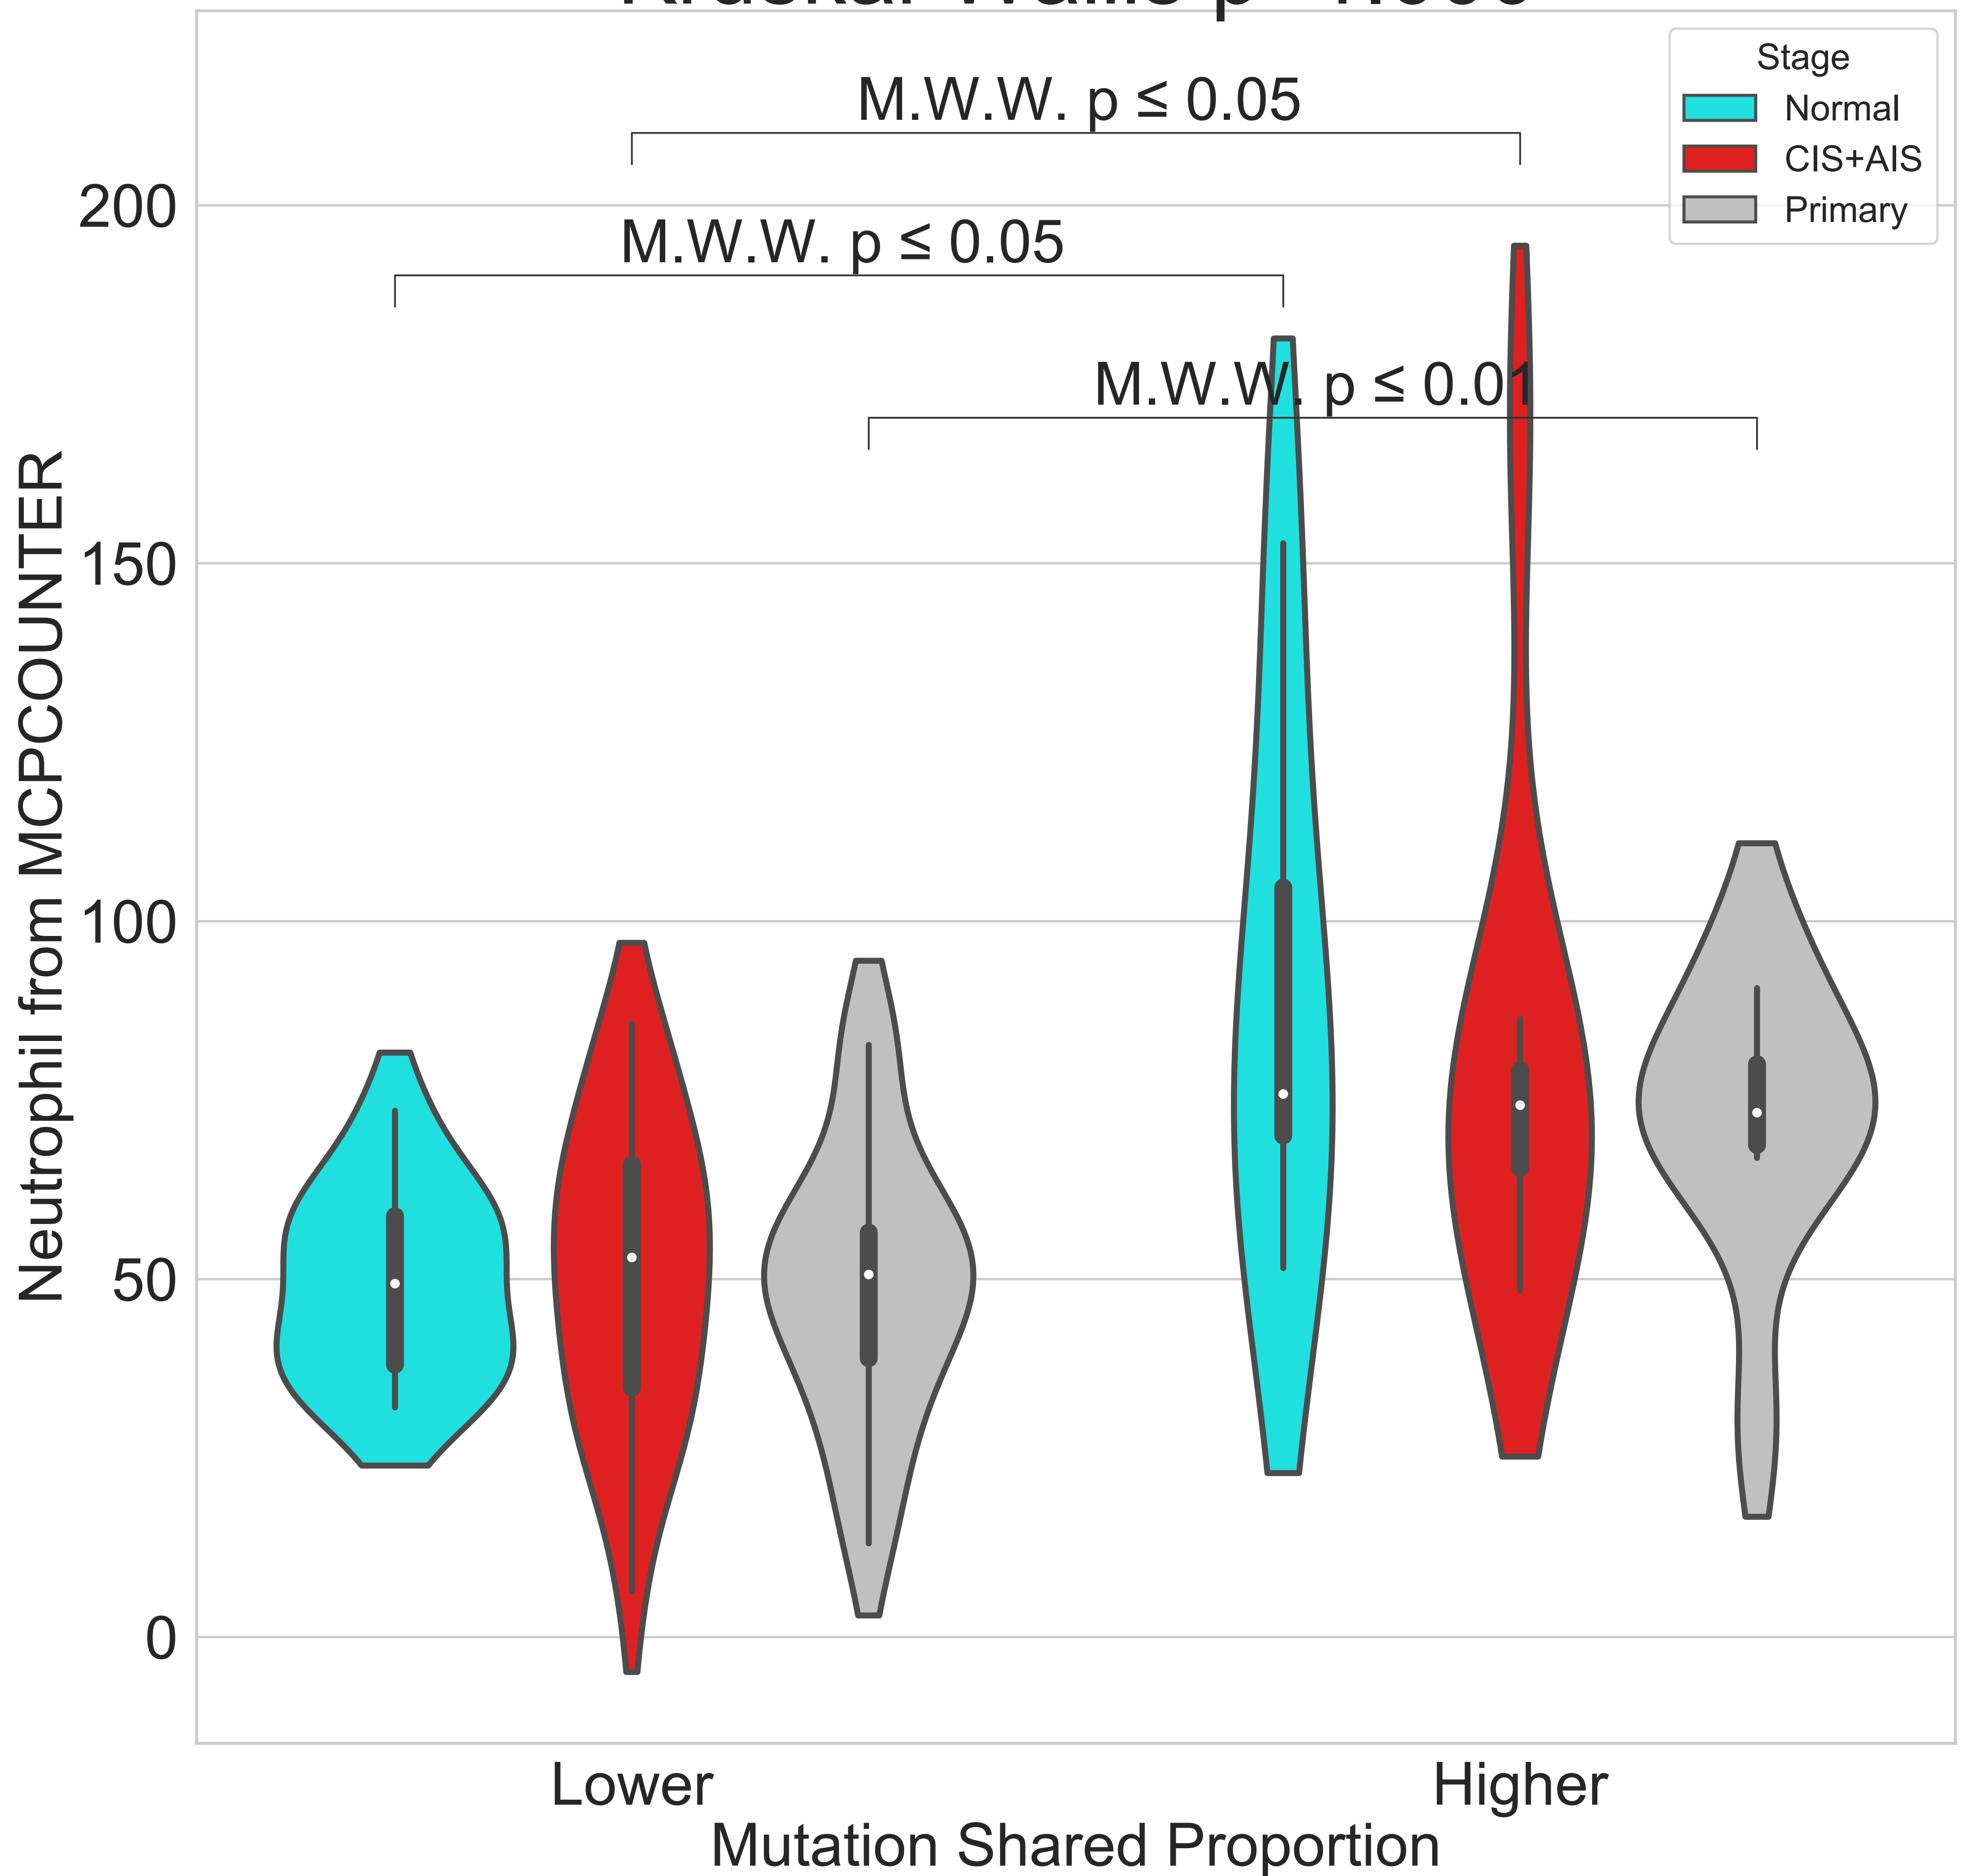 Stage
Normal
CIS+AIS
Primary
M.W.W. p ≤ 0.05
M.W.W. p ≤ 0.05
M.W.W. p ≤ 0.01
200
150
100
50
0
Neutrophil from MCPCOUNTER
Lower
Higher
Mutation Shared Proportion